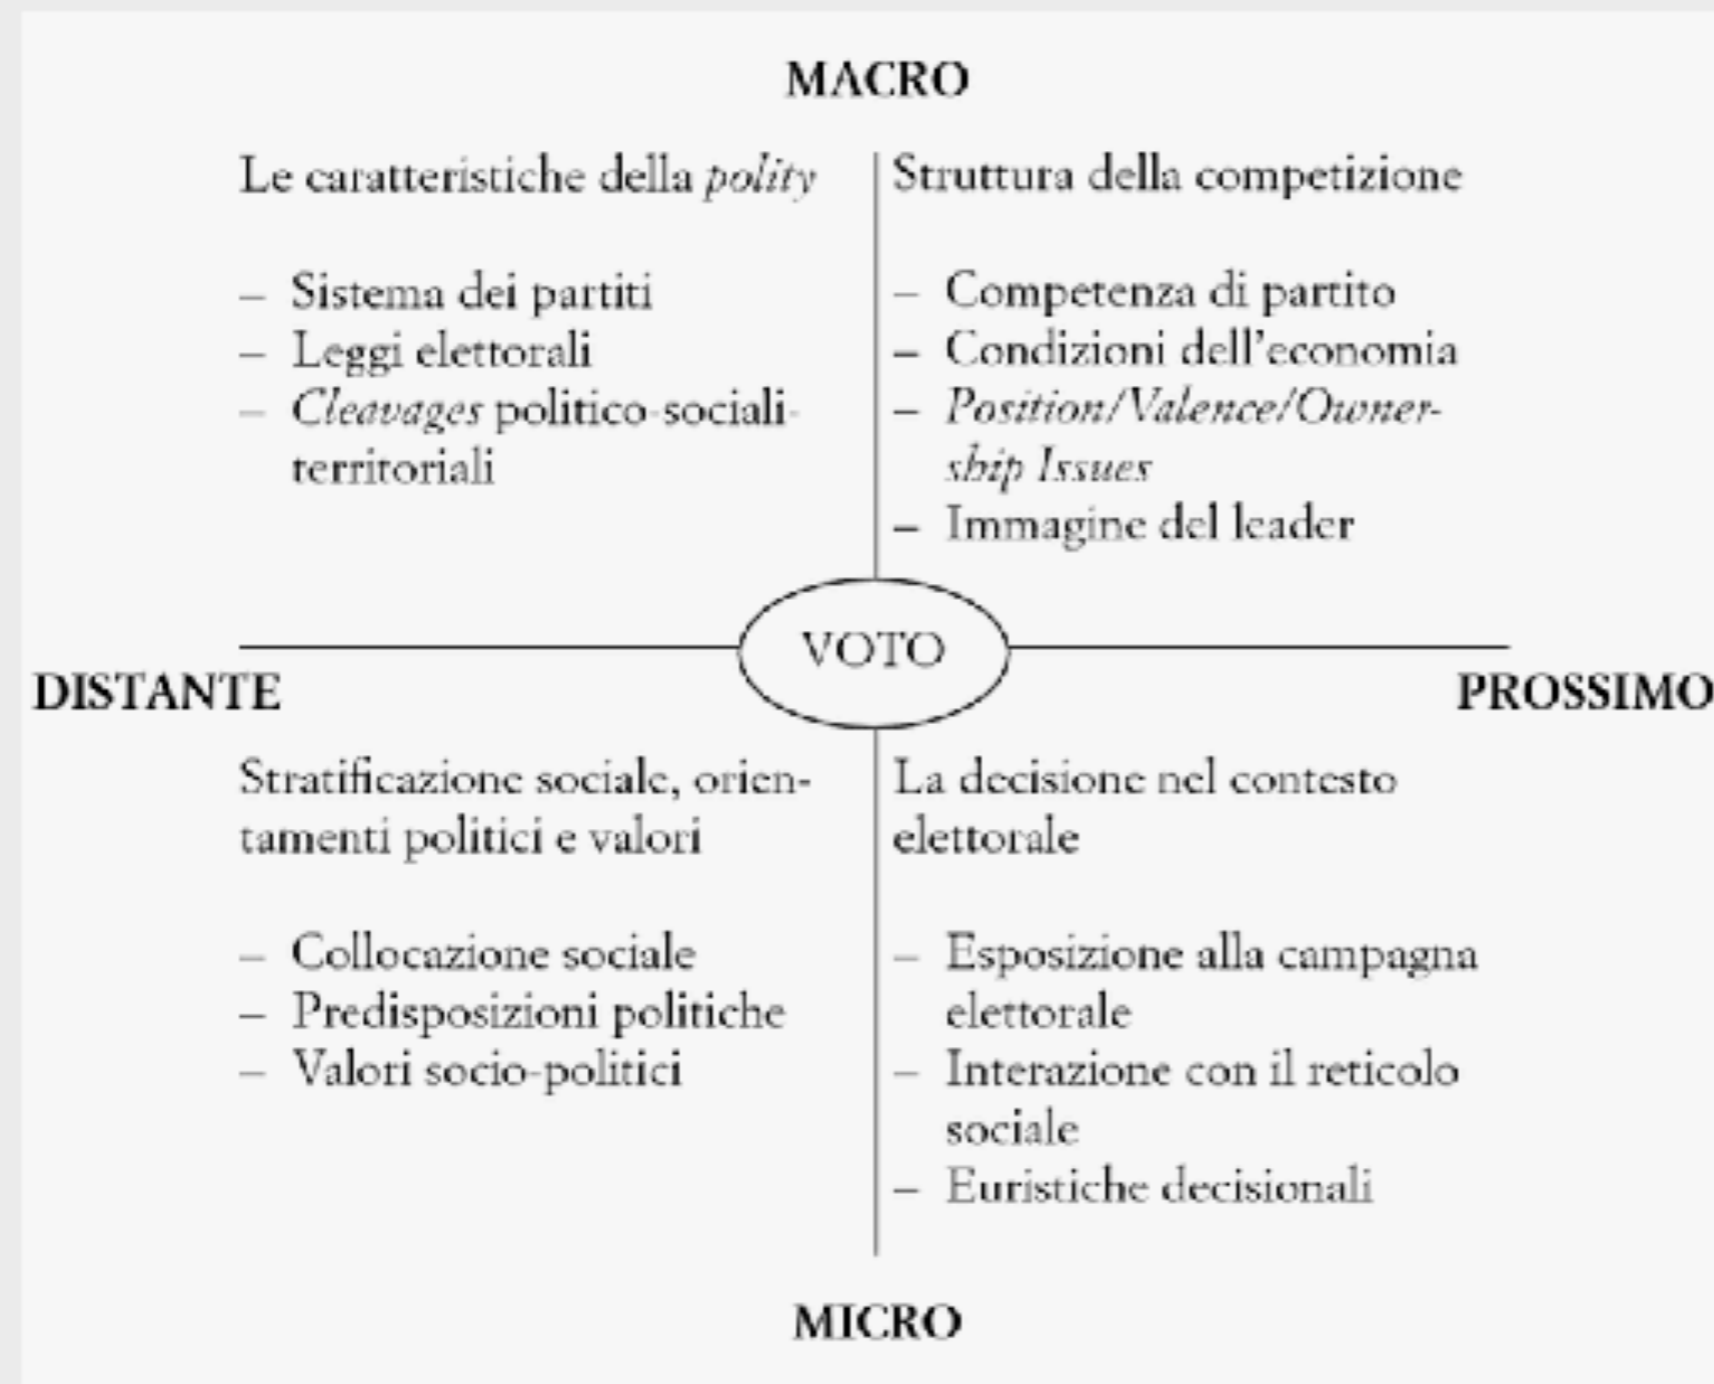 MACRO
Le caratteristiche della polity
– Sistema dei partiti
– Leggi elettorali
– Cleavages politico-sociali-
territoriali
Struttura della competizione
– Competenza di partito
– Condizioni dell'economia
– Position/Valence/Owner-
ship Issues
– Immagine del leader
VOTO
DISTANTE
PROSSIMO
Stratificazione sociale, orien-
tamenti politici e valori
– Collocazione sociale
– Predisposizioni politiche
– Valori socio-politici
La decisione nel contesto
elettorale
– Esposizione alla campagna
elettorale
– Interazione con il reticolo
sociale
– Euristiche decisionali
MICRO